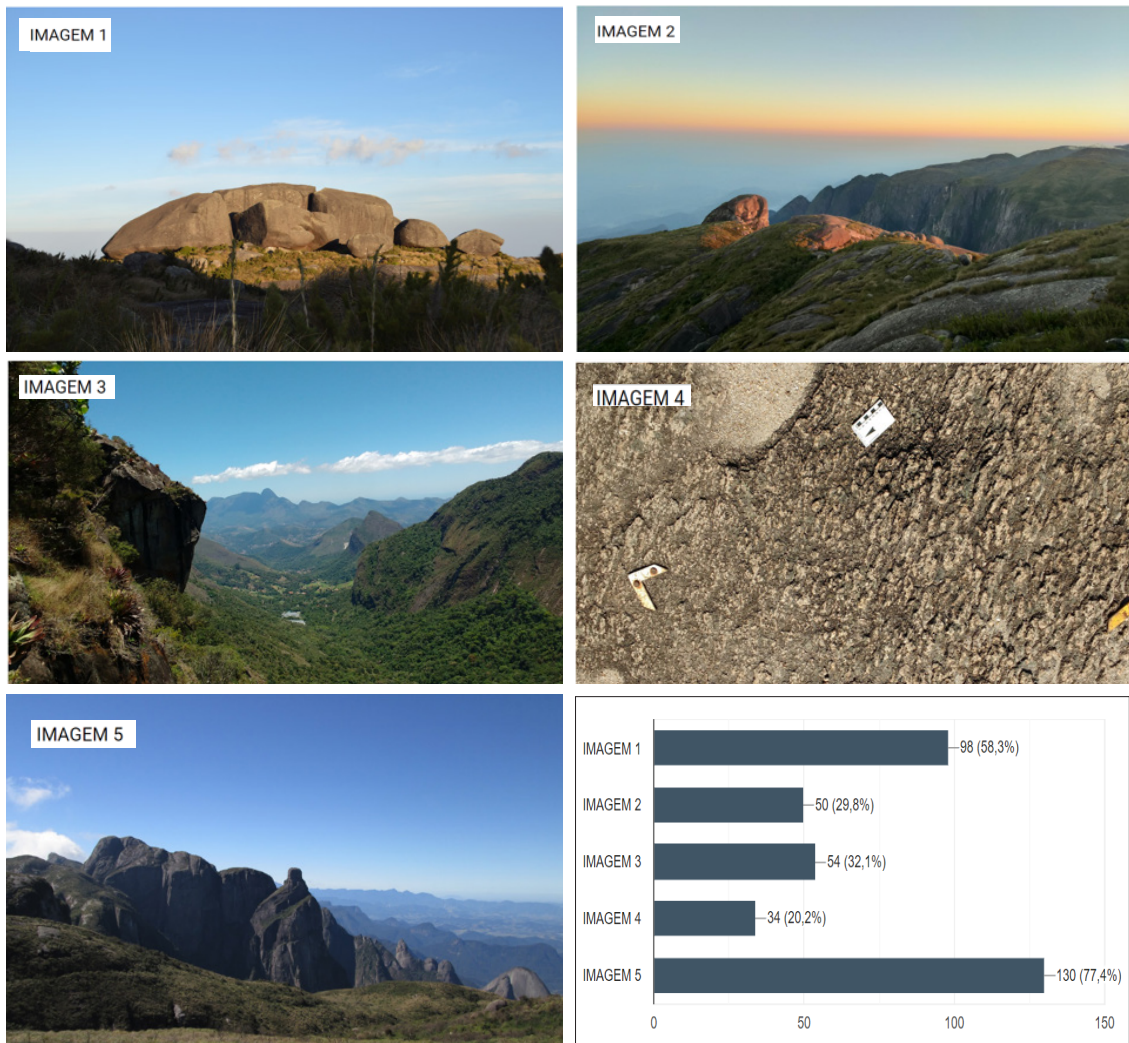 IMAGEM 1
IMAGEM 2
IMAGEM 3
IMAGEM 4
IMAGEM 5
IMAGEM 1 98 (58,3%)
IMAGEM 2 50 (29,8%)
IMAGEM 3 54 (32,1%)
IMAGEM 4 34 (20,2%)
IMAGEM 5 130 (77,4%)
0 50 100 150